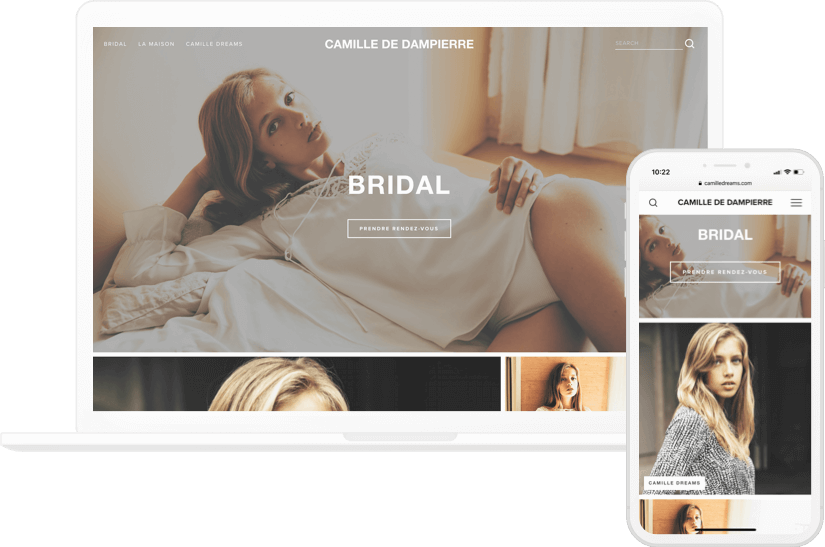 BRIDAL LA MAISON CAMILLE DREAMS
CAMILLE DE DAMPIERRE
SEARCH
BRIDAL
PRENDRE RENDEZ-VOUS
10:22
camilledreams.com
CAMILLE DE DAMPIERRE
BRIDAL
PRENDRE RENDEZ-VOUS
CAMILLE DREAMS